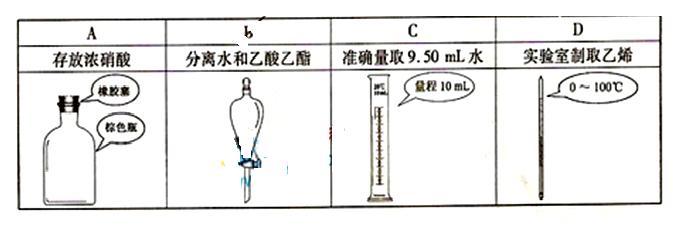 A
b
C
D
存放浓硝酸
分离水和乙酸乙酯
准确量取9.50 mL水
实验室制取乙烯
橡胶塞
棕色瓶
量程10 mL
0～100℃